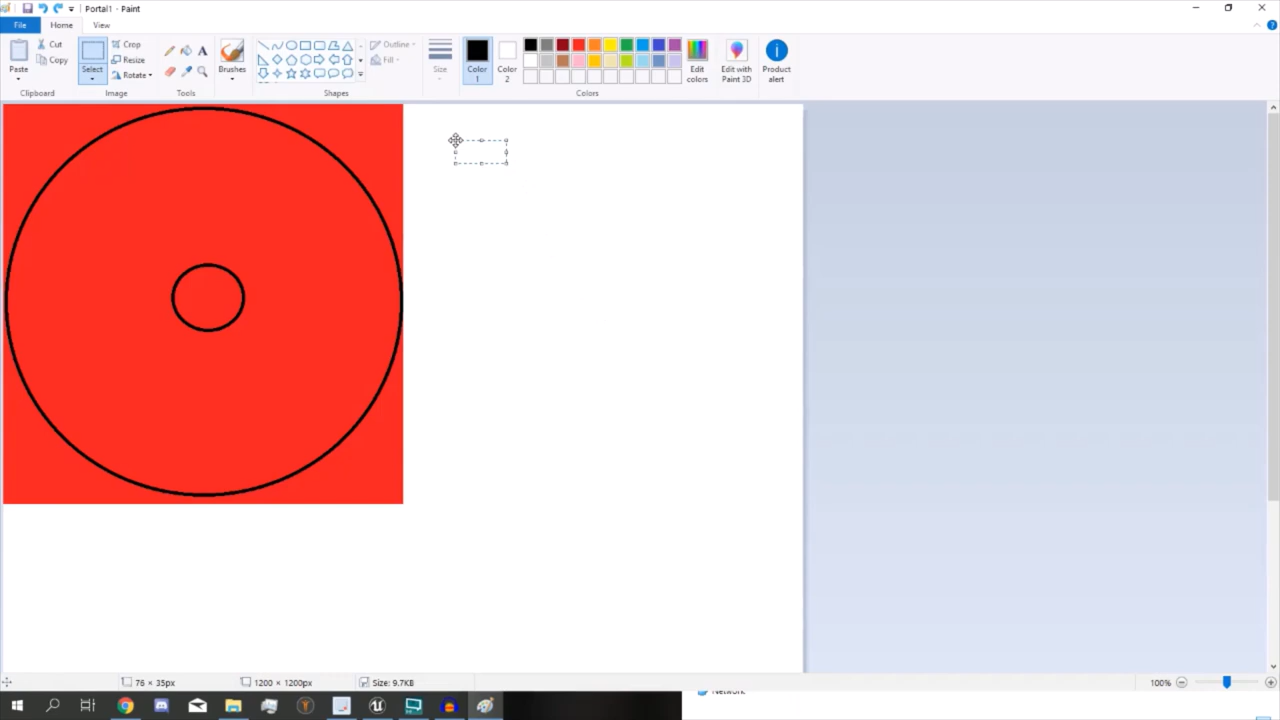 Portal1 - Paint
File Home View
Paste
Cut
Copy
Clipboard
Select
Crop
Resize
Rotate
Image
A
Tools
Brushes
Outline
Fill
Shapes
Size
Color 1
Color 2
Edit colors
Colors
Edit with Paint 3D
Product alert
76 × 35px
1200 × 1200px
Size: 9.7KB
100%
Network